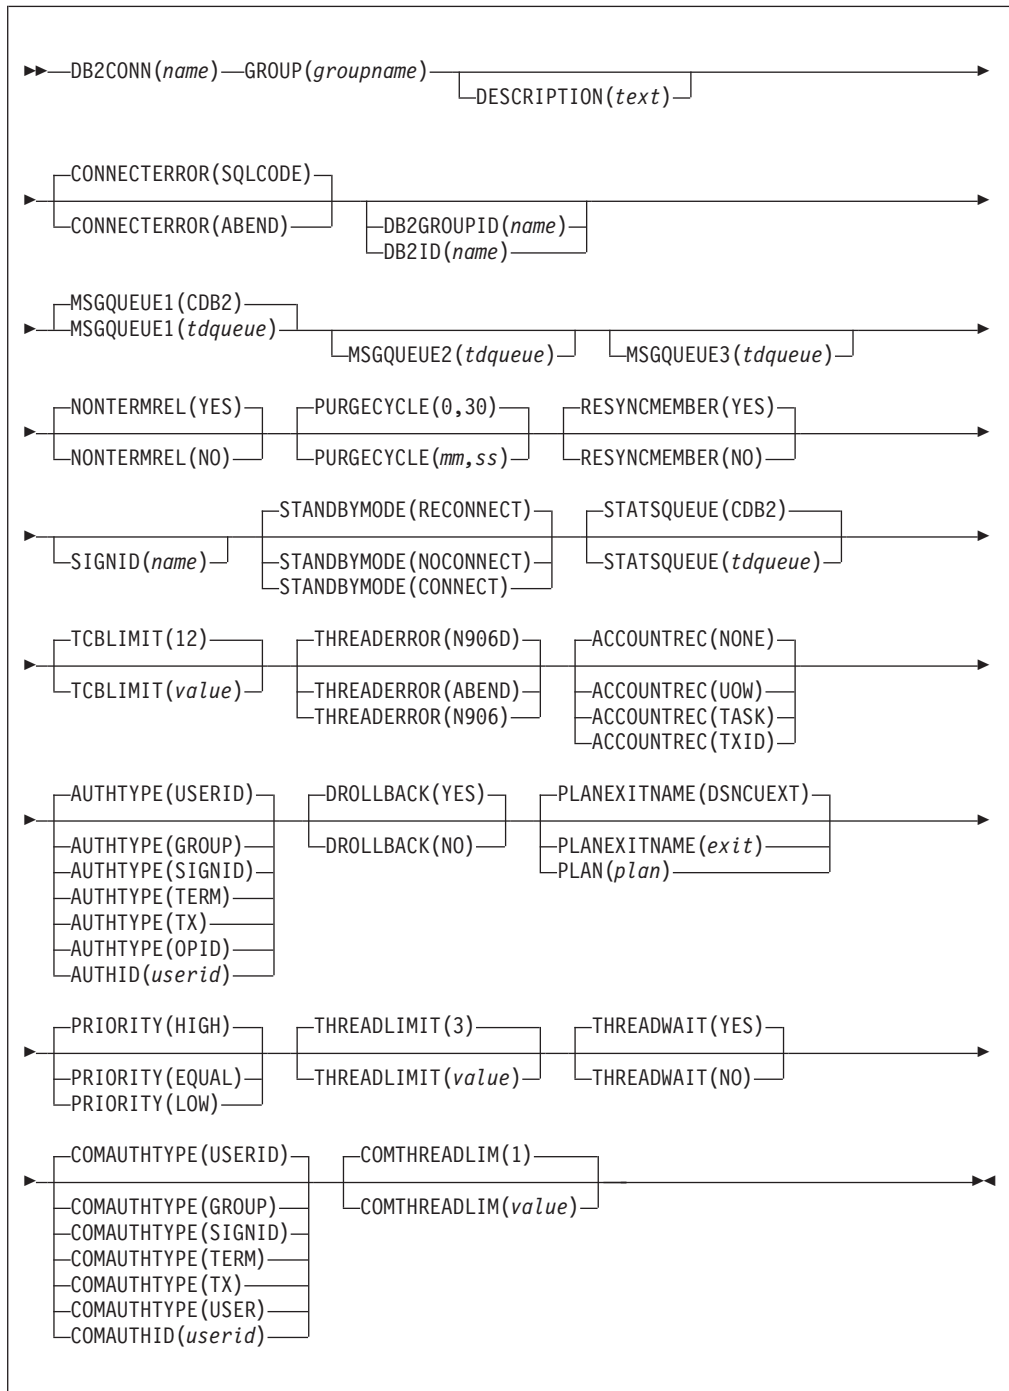 DB2CONN(name) GROUP(groupname)
DESCRIPTION(text)
CONNECTERROR(SQLCODE)
CONNECTERROR(ABEND) DB2GROUPID(name)
DB2ID(name)
MSGQUEUE1(CDB2)
MSGQUEUE1(tdqueue)
MSGQUEUE2(tdqueue) MSGQUEUE3(tdqueue)
NONTERMREL(YES) PURGECYCLE(0,30) RESYNCMEMBER(YES)
NONTERMREL(NO) PURGECYCLE(mm,ss) RESYNCMEMBER(NO)
STANDBYMODE(RECONNECT) STATSQUEUE(CDB2)
SIGNID(name) STANDBYMODE(NOCONNECT) STATSQUEUE(tdqueue)
STANDBYMODE(CONNECT)
TCBLIMIT(12) THREADERROR(N906D) ACCOUNTREC(NONE)
TCBLIMIT(value) THREADERROR(ABEND) ACCOUNTREC(UOW)
THREADERROR(N906) ACCOUNTREC(TASK)
ACCOUNTREC(TXID)
AUTHTYPE(USERID) DROLLBACK(YES) PLANEXITNAME(DSNCUEXT)
AUTHTYPE(GROUP) DROLLBACK(NO) PLANEXITNAME(exit)
AUTHTYPE(SIGNID) PLAN(plan)
AUTHTYPE(TERM)
AUTHTYPE(TX)
AUTHTYPE(OPID)
AUTHID(userid)
PRIORITY(HIGH) THREADLIMIT(3) THREADWAIT(YES)
PRIORITY(EQUAL) THREADLIMIT(value) THREADWAIT(NO)
PRIORITY(LOW)
COMAUTHTYPE(USERID) COMTHREADLIM(1)
COMAUTHTYPE(GROUP) COMTHREADLIM(value)
COMAUTHTYPE(SIGNID)
COMAUTHTYPE(TERM)
COMAUTHTYPE(TX)
COMAUTHTYPE(USER)
COMAUTHID(userid)